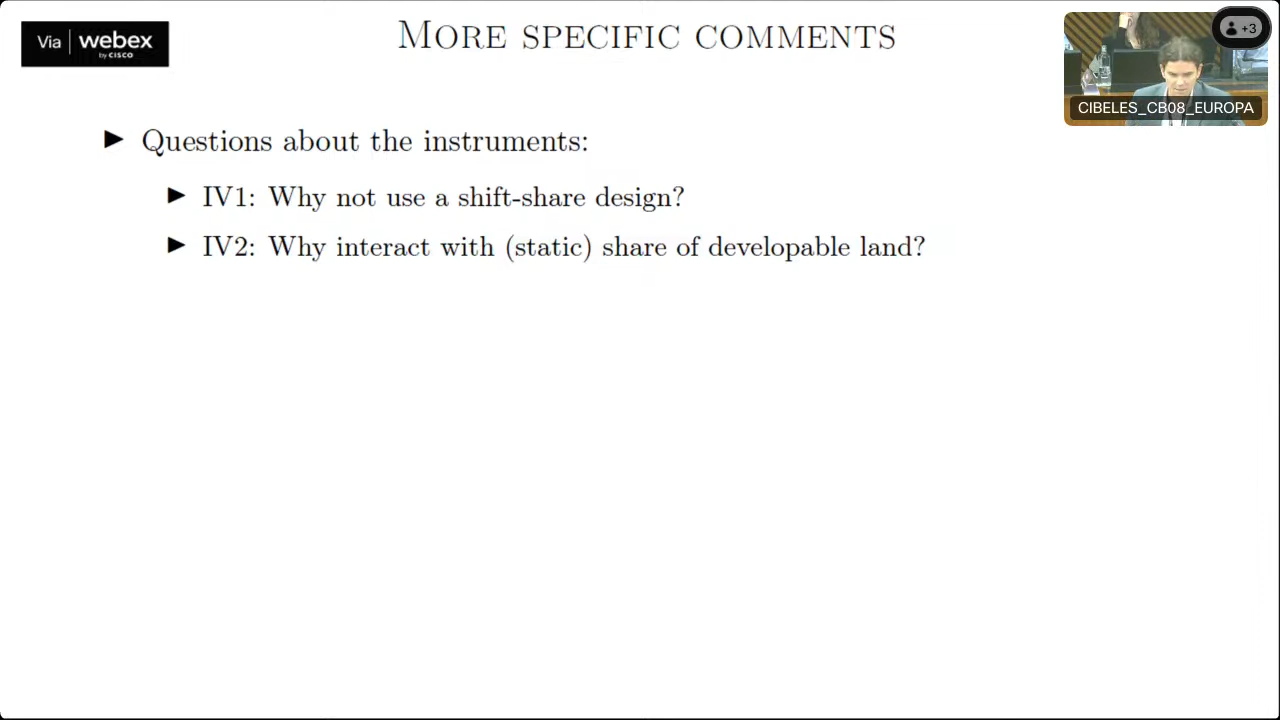 Via webex
by CISCO
MORE SPECIFIC COMMENTS
+3
CIBELES_CB08_EUROPA
▶ Questions about the instruments:
▶ IV1: Why not use a shift-share design?
▶ IV2: Why interact with (static) share of developable land?